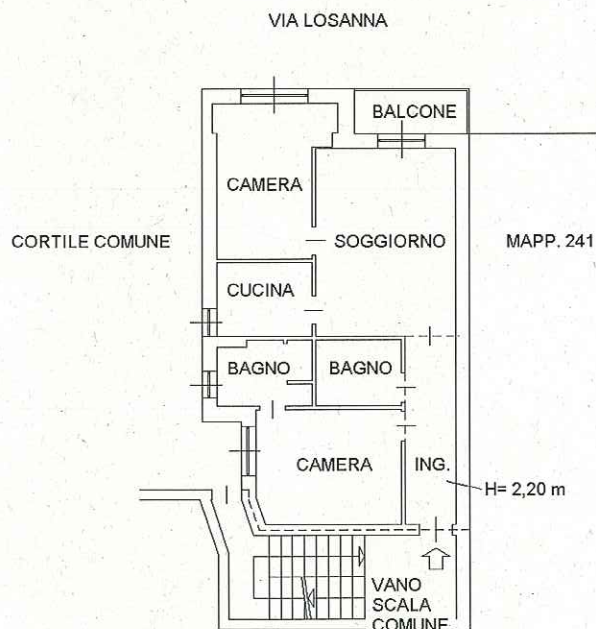 VIA LOSANNA
BALCONE
CAMERA
CORTILE COMUNE
SOGGIORNO
MAPP. 241
CUCINA
BAGNO
BAGNO
CAMERA
ING.
H= 2,20 m
VANO
SCALA
COMUNE